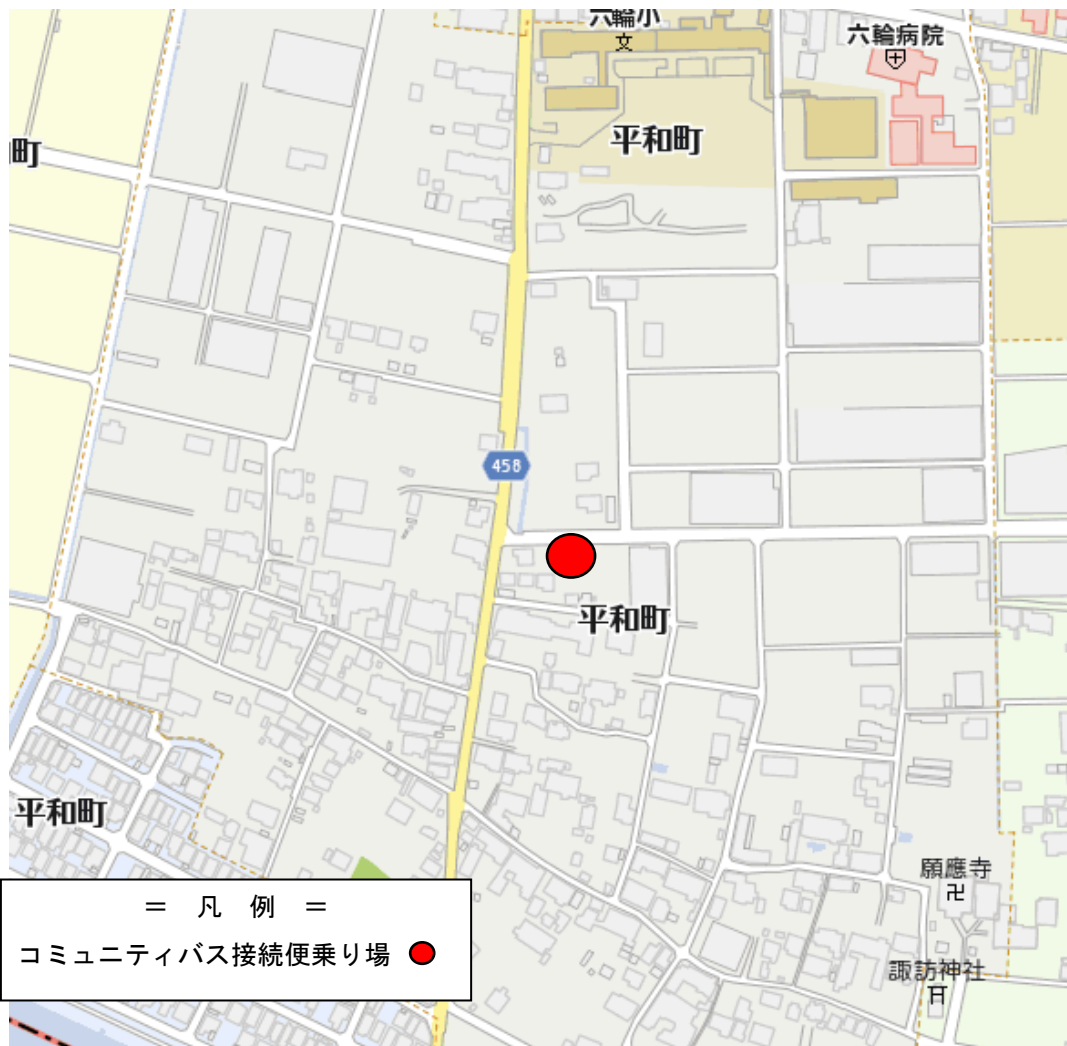 六輪小
六輪病院
平和町
町
458
平和町
平和町
願應寺
諏訪神社
＝ 凡 例 ＝
コミュニティバス接続便乗り場